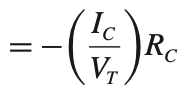 = -(I_C / V_T) R_C